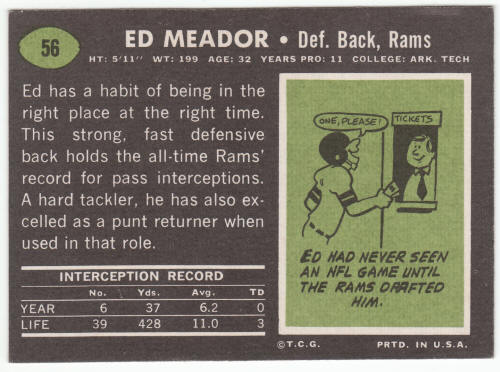 56
ED MEADOR • Def. Back, Rams
HT: 5'11" WT: 199 AGE: 32 YEARS PRO: 11 COLLEGE: ARK. TECH
Ed has a habit of being in the
right place at the right time.
This strong, fast defensive
back holds the all-time Rams'
record for pass interceptions.
A hard tackler, he has also ex-
celled as a punt returner when
used in that role.
INTERCEPTION RECORD
No. Yds. Avg. TD
YEAR 6 37 6.2 0
LIFE 39 428 11.0 3
ONE, PLEASE!
TICKETS
ED HAD NEVER SEEN
AN NFL GAME UNTIL
THE RAMS DRAFTED
HIM.
©T.C.G. PRTD. IN U.S.A.